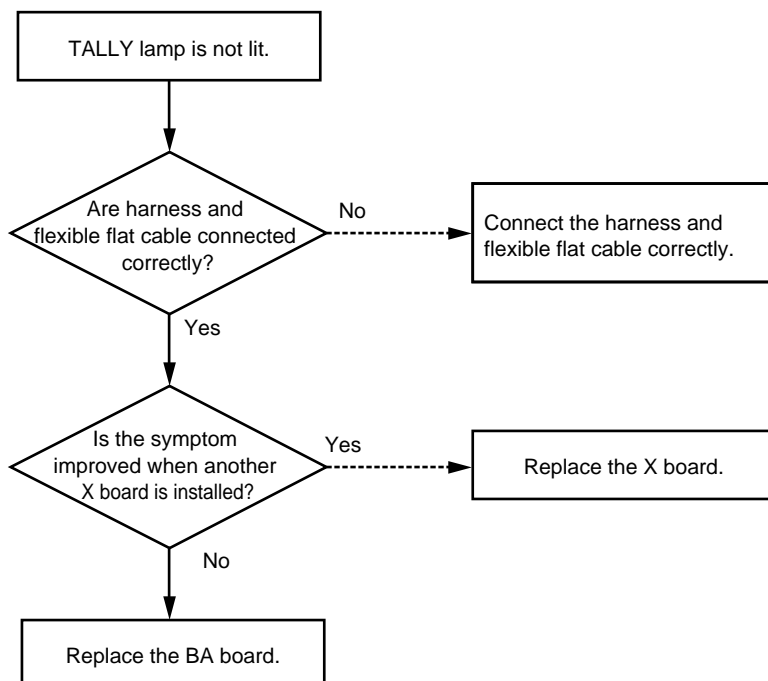 TALLY lamp is not lit.
Are harness and
flexible flat cable connected
correctly?
No
Connect the harness and
flexible flat cable correctly.
Yes
Is the symptom
improved when another
X board is installed?
Yes
Replace the X board.
No
Replace the BA board.